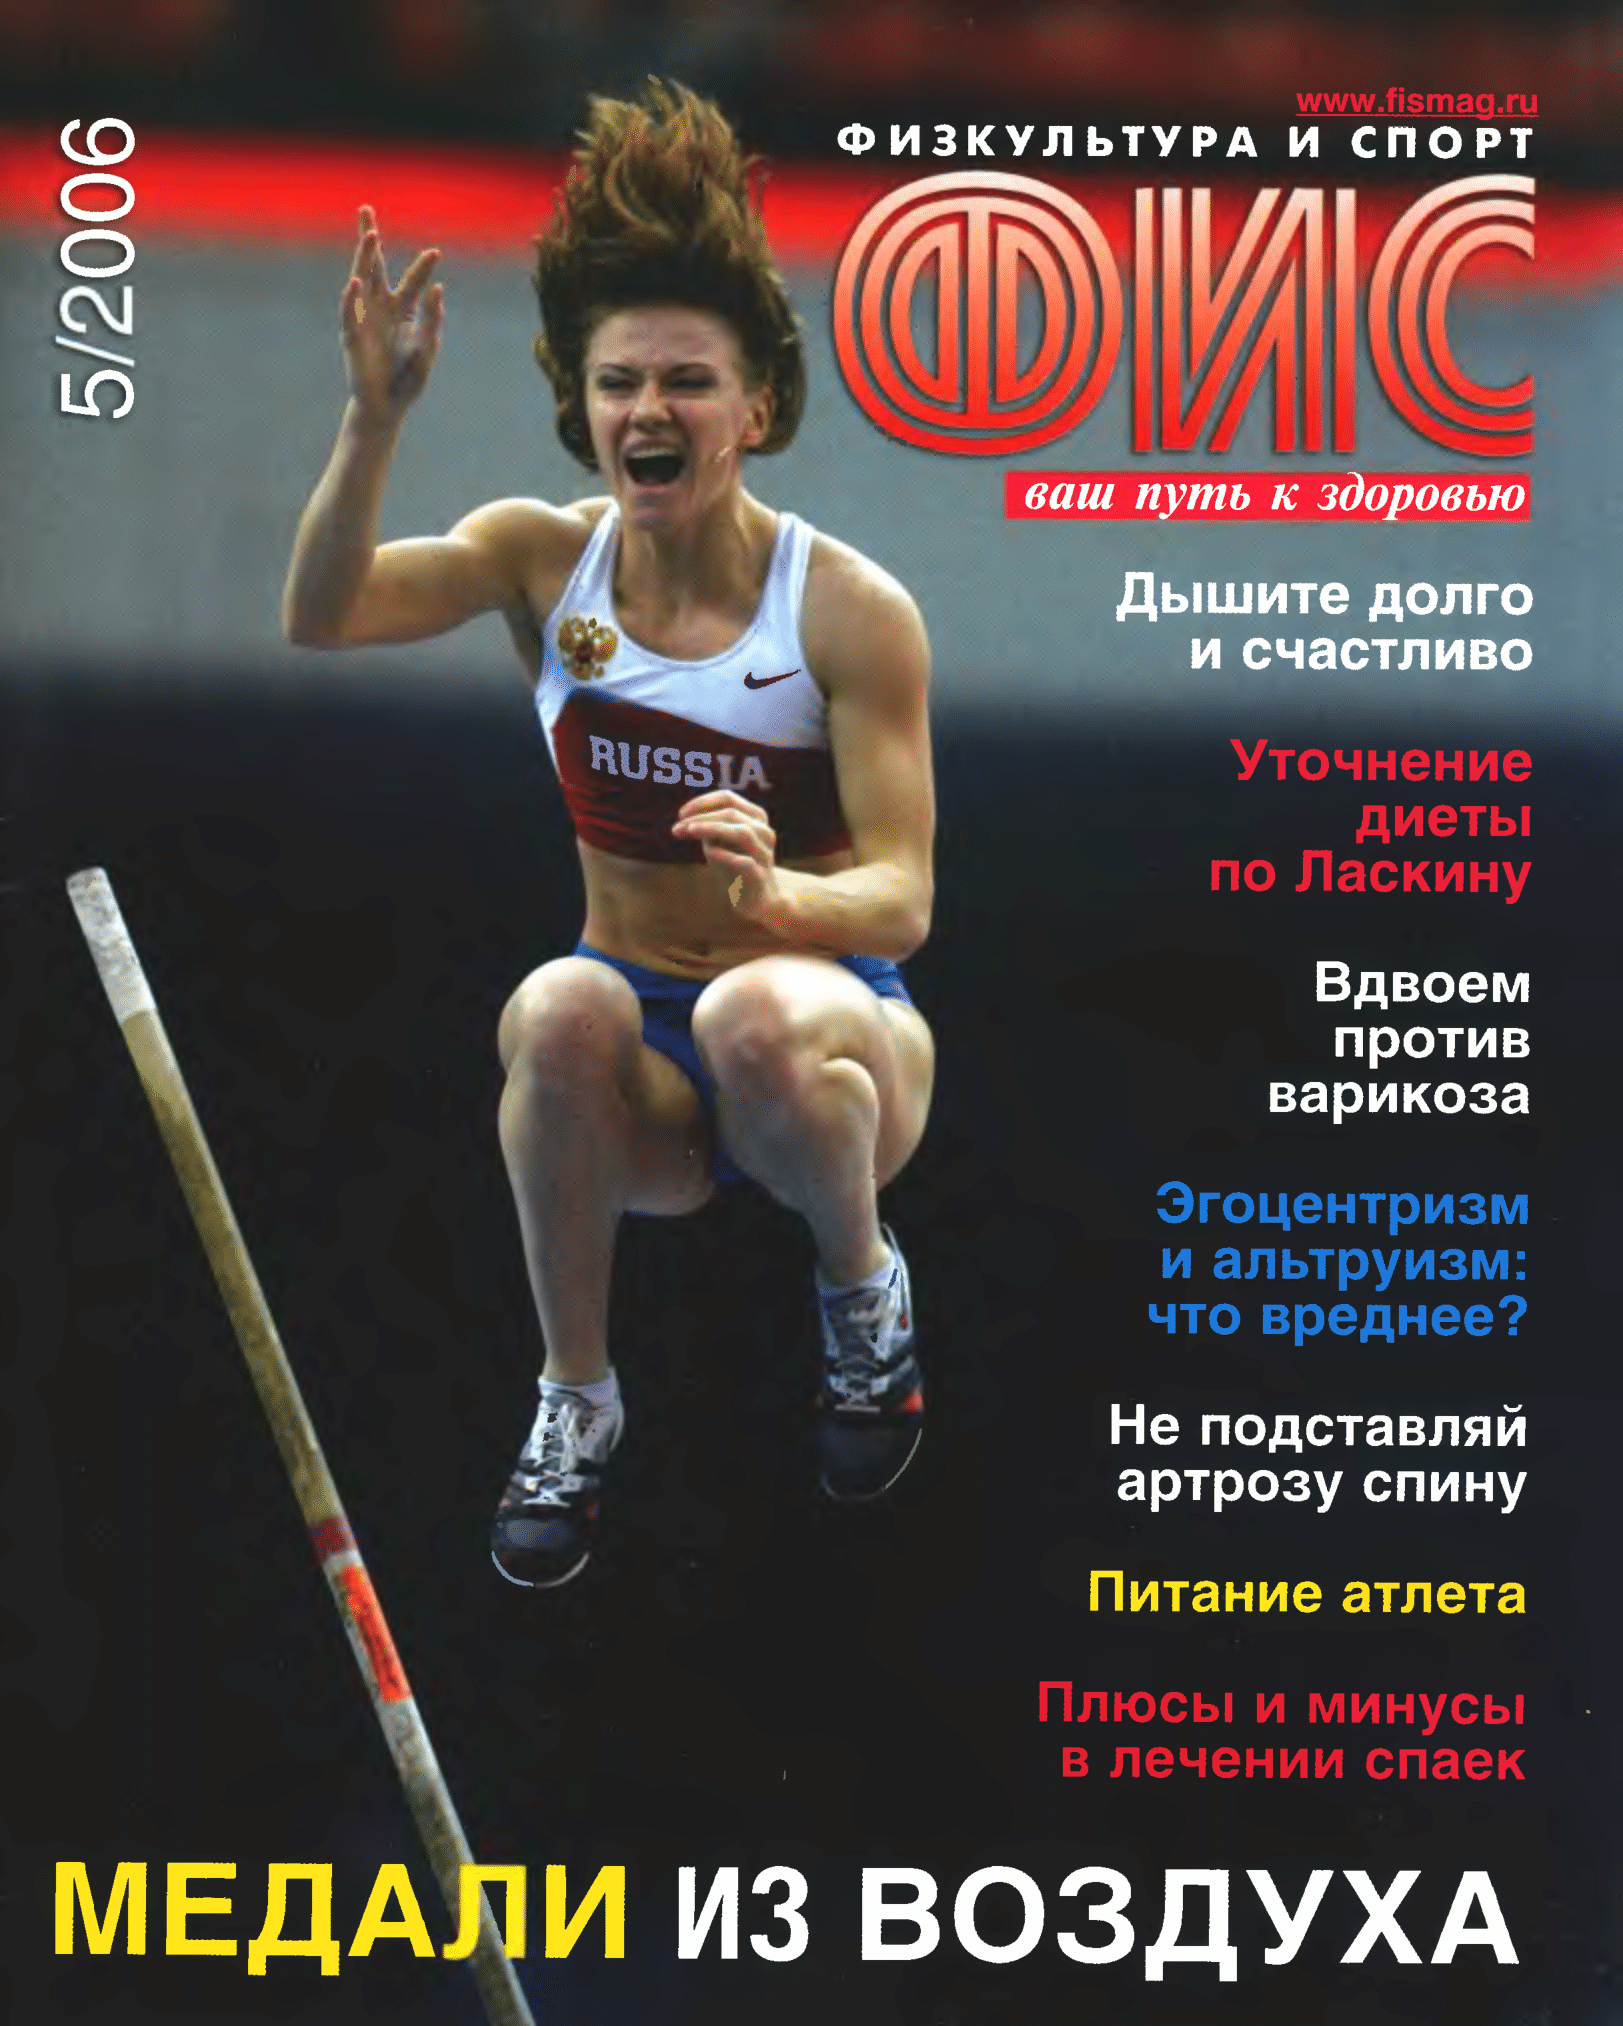 5/2006
www.fismag.ru
ФИЗКУЛЬТУРА И СПОРТ
ФИС
ваш путь к здоровью
Дышите долго
и счастливо
RUSSIA
Уточнение
диеты
по Ласкину
Вдвоем
против
варикоза
Эгоцентризм
и альтруизм:
что вреднее?
Не подставляй
артрозу спину
Питание атлета
Плюсы и минусы
в лечении спаек
МЕДАЛИ ИЗ ВОЗДУХА